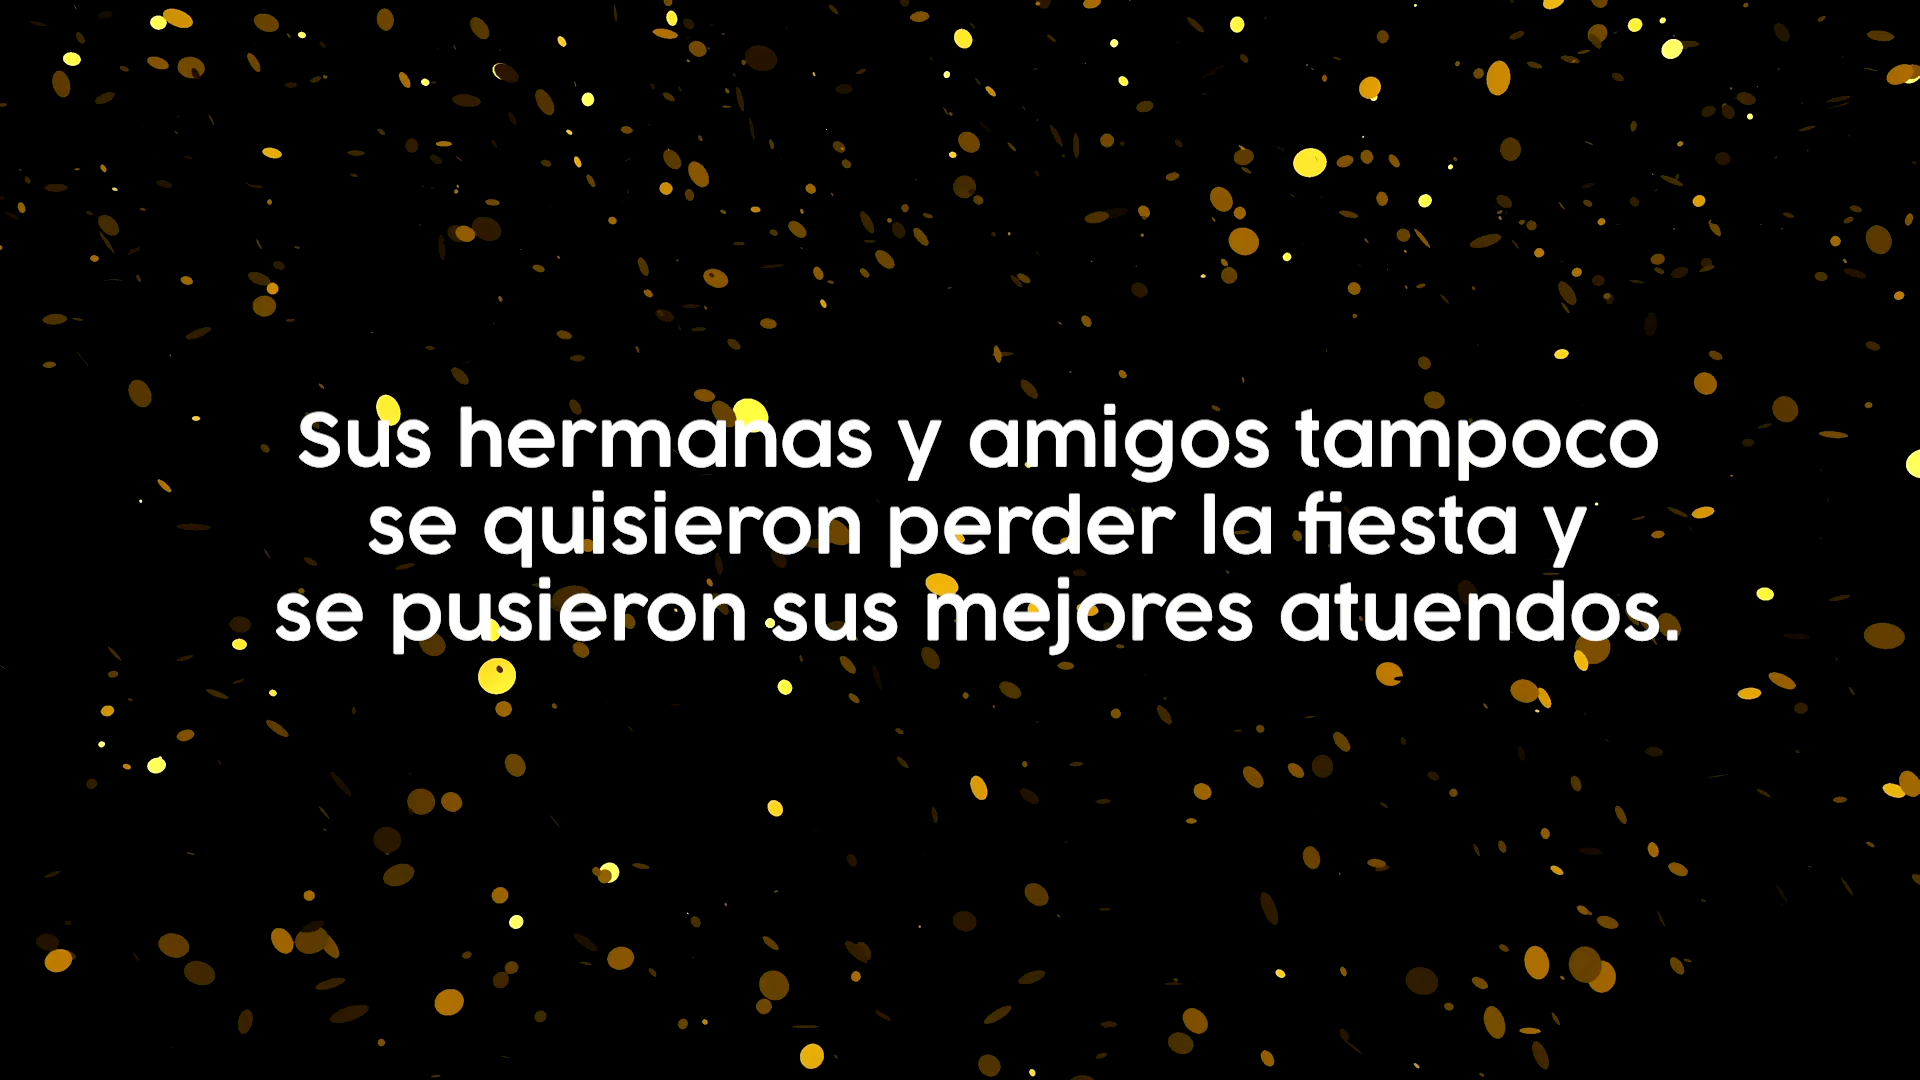 Sus hermanas y amigos tampoco
se quisieron perder la fiesta y
se pusieron sus mejores atuendos.